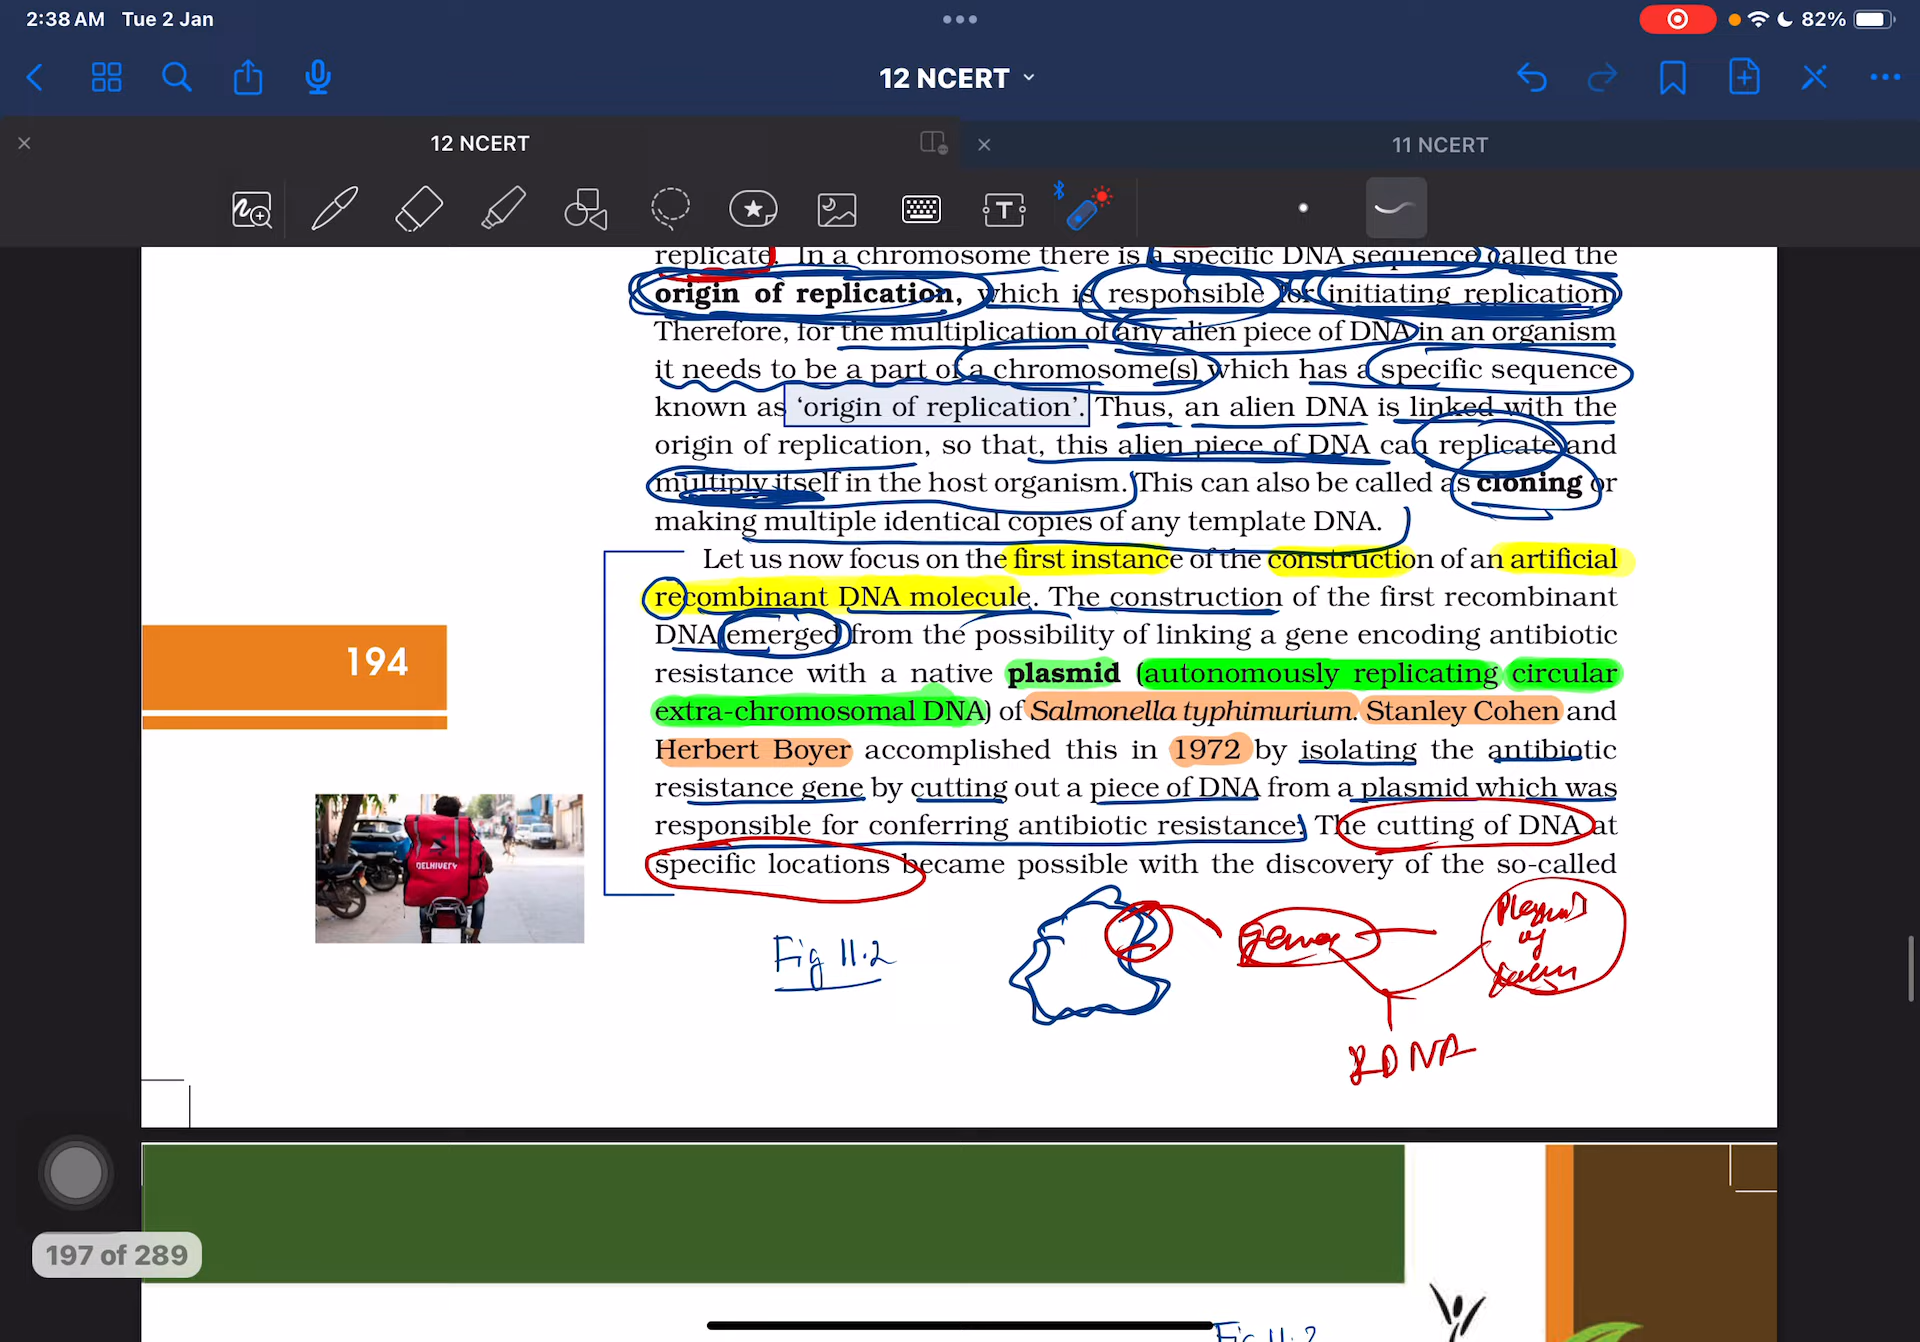 2:38 AM Tue 2 Jan
82%
12 NCERT
12 NCERT
11 NCERT
replicate. In a chromosome there is a specific DNA sequence called the
origin of replication, which is responsible for initiating replication.
Therefore, for the multiplication of any alien piece of DNA in an organism
it needs to be a part of a chromosome(s) which has a specific sequence
known as ‘origin of replication’. Thus, an alien DNA is linked with the
origin of replication, so that, this alien piece of DNA can replicate and
multiply itself in the host organism. This can also be called as cloning or
making multiple identical copies of any template DNA.
Let us now focus on the first instance of the construction of an artificial
recombinant DNA molecule. The construction of the first recombinant
DNA emerged from the possibility of linking a gene encoding antibiotic
resistance with a native plasmid (autonomously replicating circular
extra-chromosomal DNA) of Salmonella typhimurium. Stanley Cohen and
Herbert Boyer accomplished this in 1972 by isolating the antibiotic
resistance gene by cutting out a piece of DNA from a plasmid which was
responsible for conferring antibiotic resistance. The cutting of DNA at
specific locations became possible with the discovery of the so-called
194
DELHIVERY
Fig 11.2
of
RDNA
197 of 289
Fig 11.2